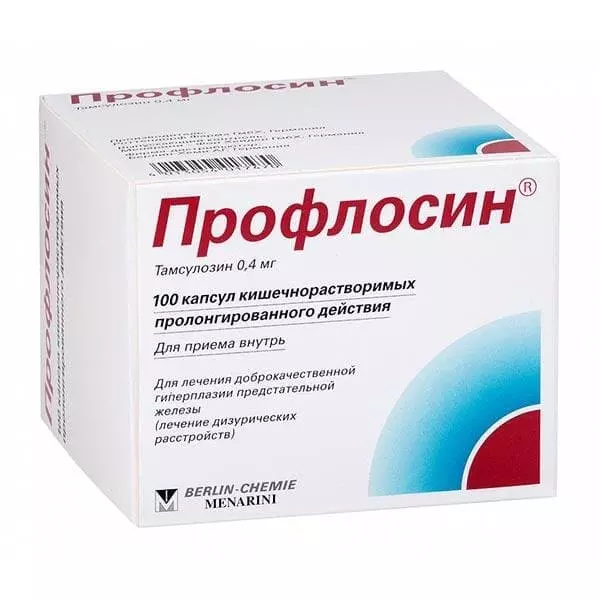 Профлосин®
Тамсулозин 0,4 мг
Профлосин®
Тамсулозин 0,4 мг
100 капсул кишечнорастворимых
пролонгированного действия
Для приема внутрь
Для лечения доброкачественной
гиперплазии предстательной
железы
(лечение дизурических
расстройств)
BERLIN-CHEMIE
MENARINI